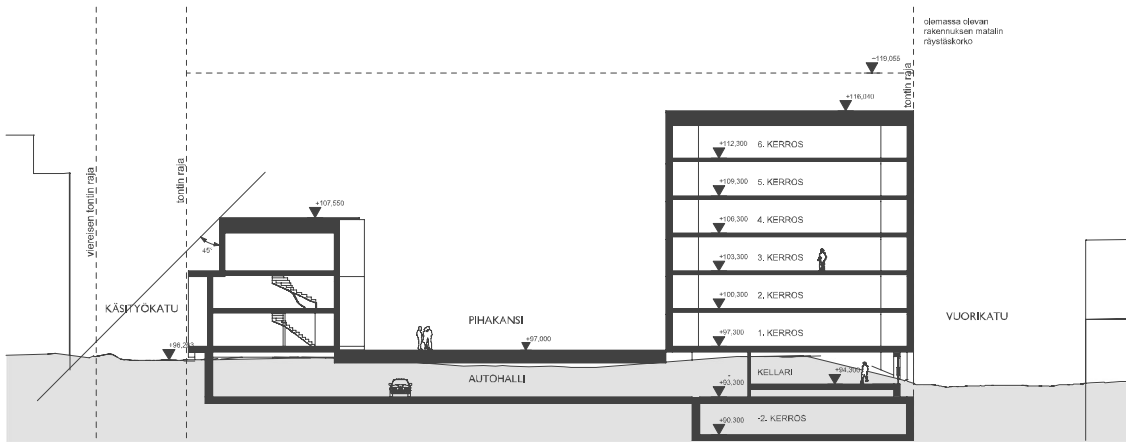 olemassa olevan
rakennuksen matalin
räystäskorko
+119,055
tontin raja
+116,040
+112,300 6. KERROS
+109,300 5. KERROS
+106,300 4. KERROS
+103,300 3. KERROS
+100,300 2. KERROS
+97,300 1. KERROS
viereisen tontin raja
tontin raja
+107,550
45°
KÄSITYÖKATU
PIHAKANSI
VUORIKATU
+97,000
AUTOHALLI
KELLARI
+94,300
+93,300
+90,300 -2. KERROS